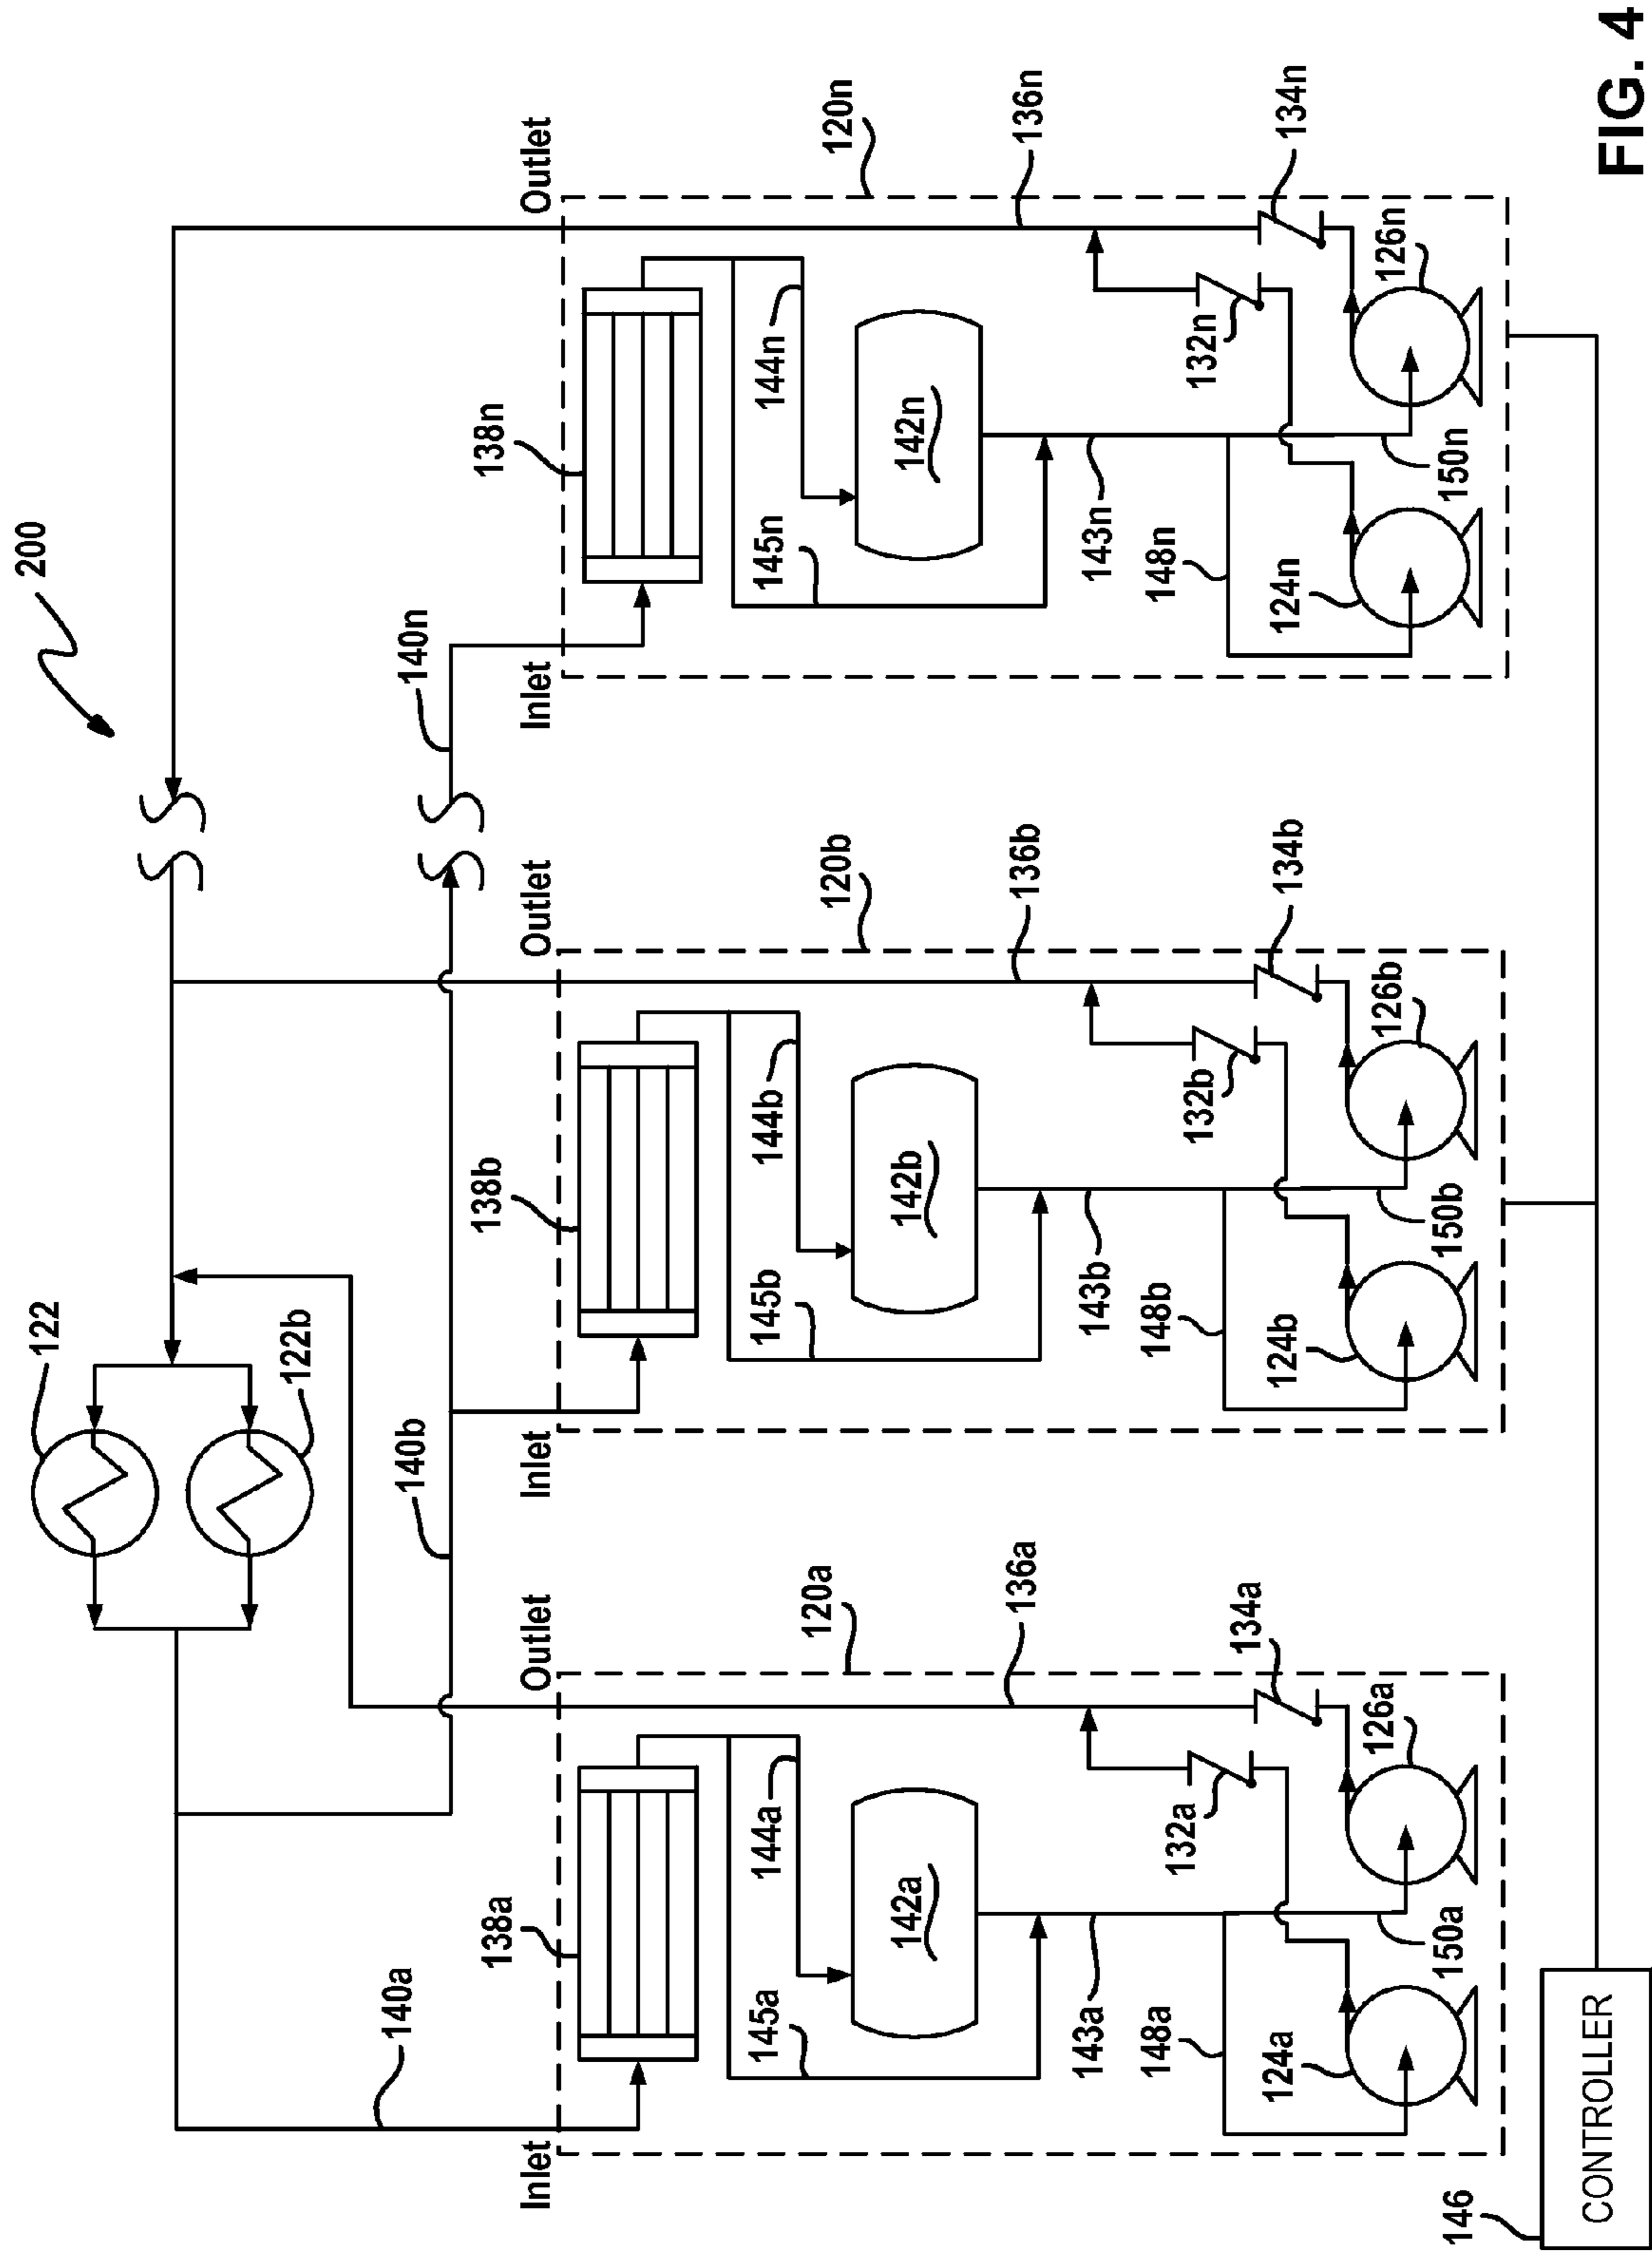 200
122
122b
140a
140b
140n
Inlet
Outlet
Inlet
Outlet
Inlet
Outlet
138a
120a
138b
120b
138n
120n
145a
144a
145b
144b
145n
144n
142a
142b
142n
143a
136a
143b
136b
143n
136n
148a
132a
148b
132b
148n
132n
124a
134a
124b
134b
124n
134n
126a
126b
126n
150a
150b
150n
146
CONTROLLER
FIG. 4